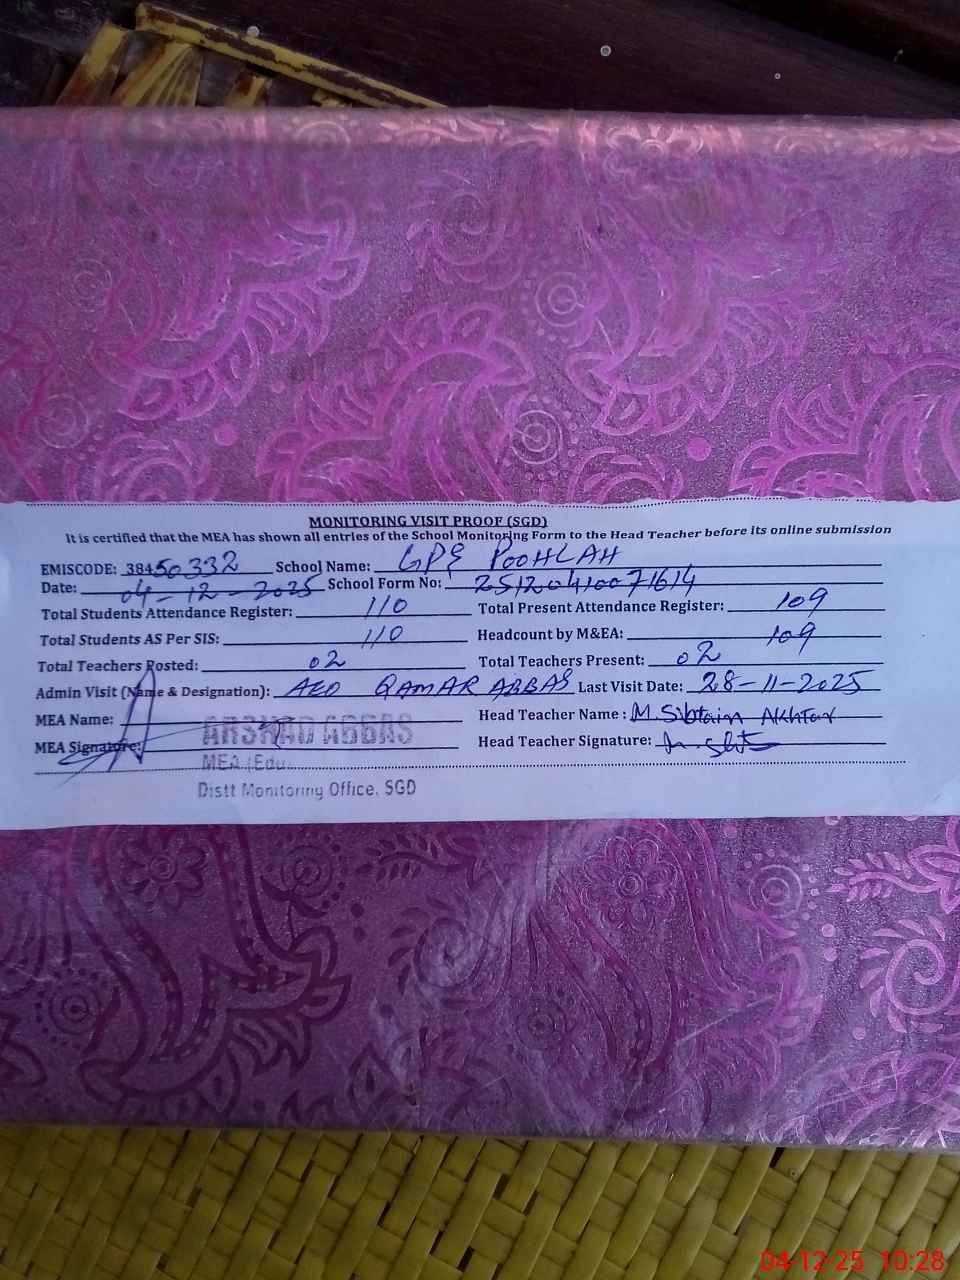 MONITORING VISIT PROOF (SGD)
It is certified that the MEA has shown all entries of the School Monitoring Form to the Head Teacher before its online submission
EMISCODE: 38450332 School Name: GPS POOHLAH
Date: 04-12-2025 School Form No: 25120410071614
Total Students Attendance Register: 110 Total Present Attendance Register: 109
Total Students AS Per SIS: 110 Headcount by M&EA: 109
Total Teachers Posted: 02 Total Teachers Present: 02
Admin Visit (Name & Designation): AEO QAMAR ABBAS Last Visit Date: 28-11-2025
MEA Name: Head Teacher Name : M. Sibtain Akhtar
ARSHAD ABBAS
MEA Signature: Head Teacher Signature:
MEA (Edu)
Distt Monitoring Office, SGD
04-12-25 10:28